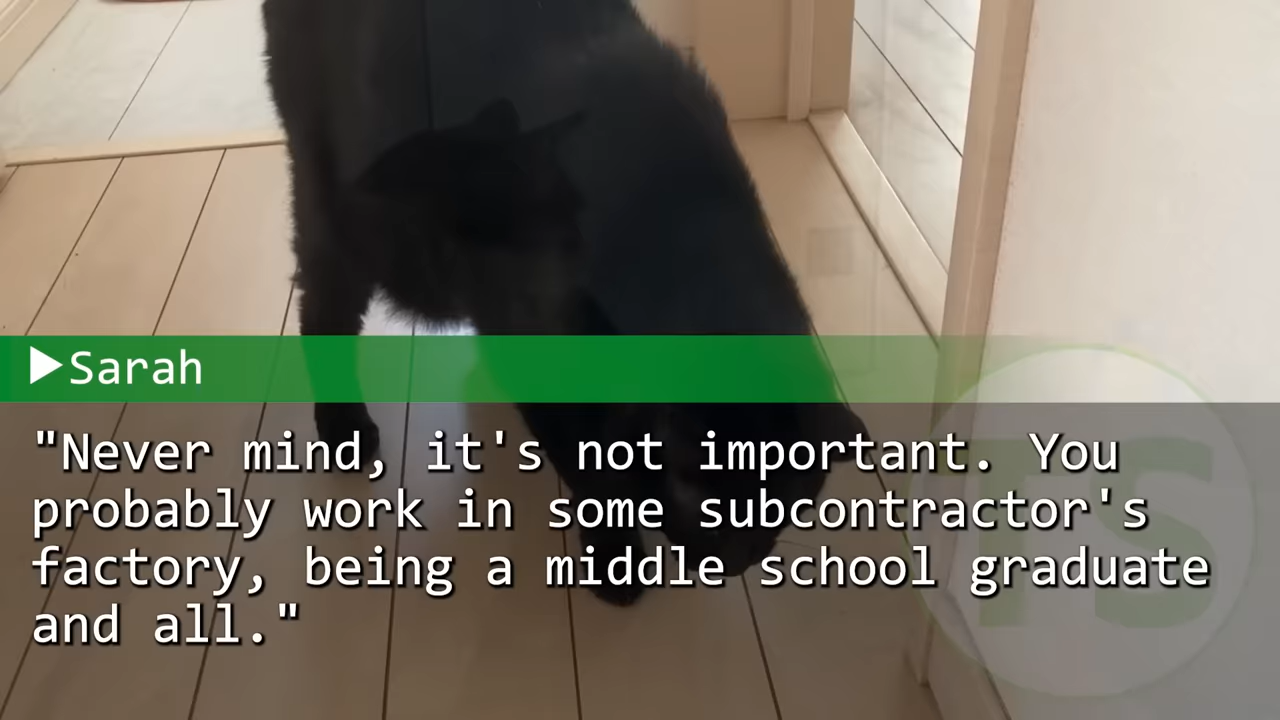 ▶Sarah
"Never mind, it's not important. You
probably work in some subcontractor's
factory, being a middle school graduate
and all."
TS